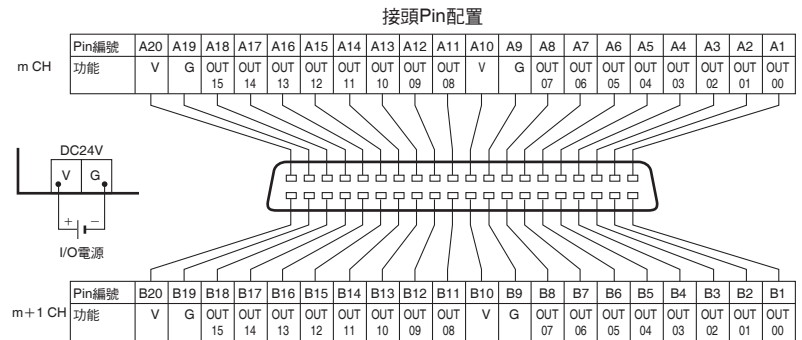 接頭Pin配置
Pin編號 A20 A19 A18 A17 A16 A15 A14 A13 A12 A11 A10 A9 A8 A7 A6 A5 A4 A3 A2 A1
m CH 功能 V G OUT 15 OUT 14 OUT 13 OUT 12 OUT 11 OUT 10 OUT 09 OUT 08 V G OUT 07 OUT 06 OUT 05 OUT 04 OUT 03 OUT 02 OUT 01 OUT 00
DC24V
V G
+ −
I/O電源
Pin編號 B20 B19 B18 B17 B16 B15 B14 B13 B12 B11 B10 B9 B8 B7 B6 B5 B4 B3 B2 B1
m+1 CH 功能 V G OUT 15 OUT 14 OUT 13 OUT 12 OUT 11 OUT 10 OUT 09 OUT 08 V G OUT 07 OUT 06 OUT 05 OUT 04 OUT 03 OUT 02 OUT 01 OUT 00